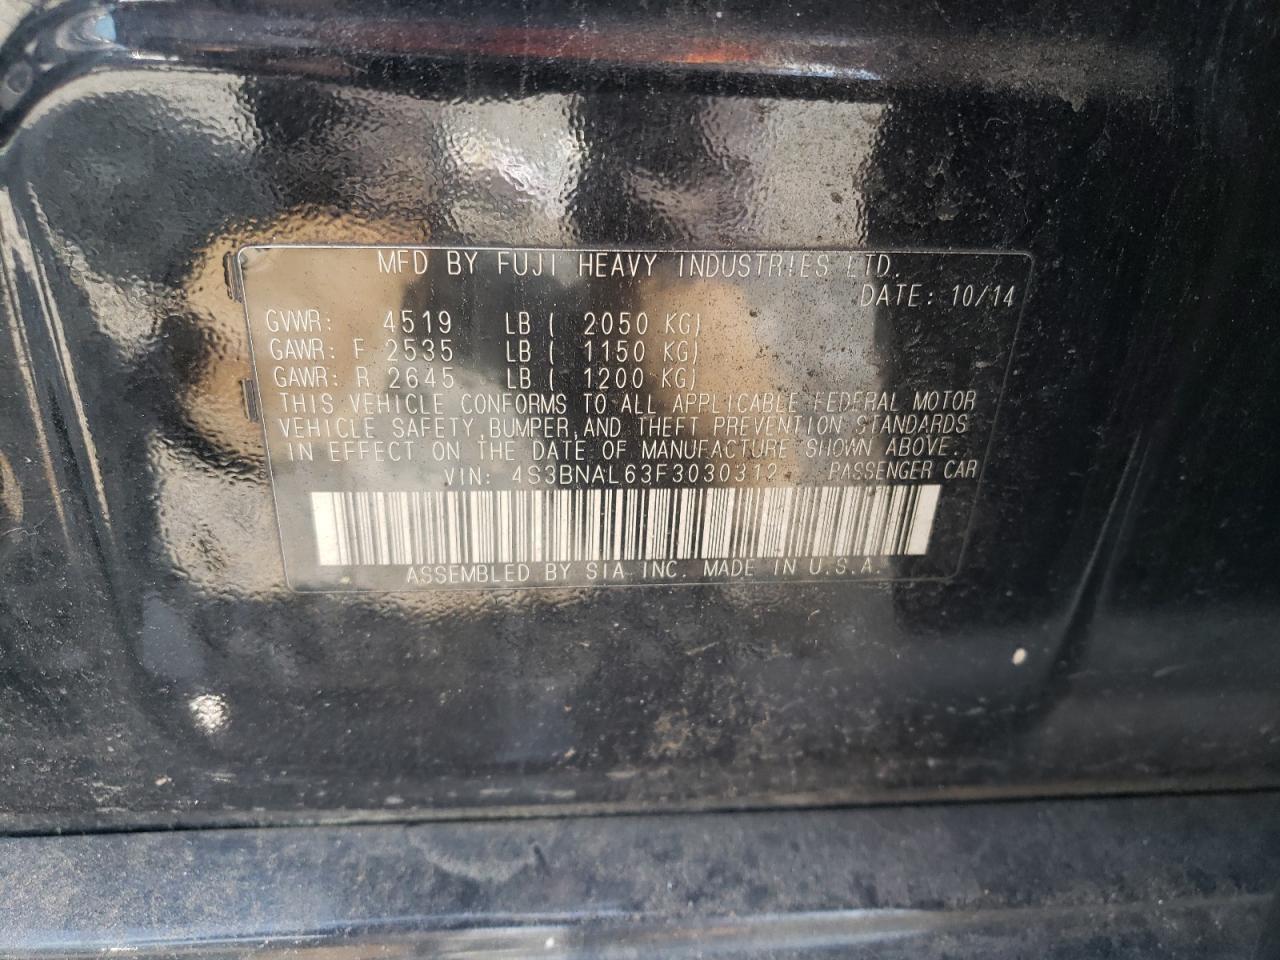 MFD BY FUJI HEAVY INDUSTRIES LTD.
DATE: 10/14
GVWR: 4519 LB ( 2050 KG)
GAWR: F 2535 LB ( 1150 KG)
GAWR: R 2645 LB ( 1200 KG)
THIS VEHICLE CONFORMS TO ALL APPLICABLE FEDERAL MOTOR
VEHICLE SAFETY, BUMPER, AND THEFT PREVENTION STANDARDS
IN EFFECT ON THE DATE OF MANUFACTURE SHOWN ABOVE.
VIN: 4S3BNAL63F3030312 PASSENGER CAR
ASSEMBLED BY SIA INC. MADE IN U.S.A.